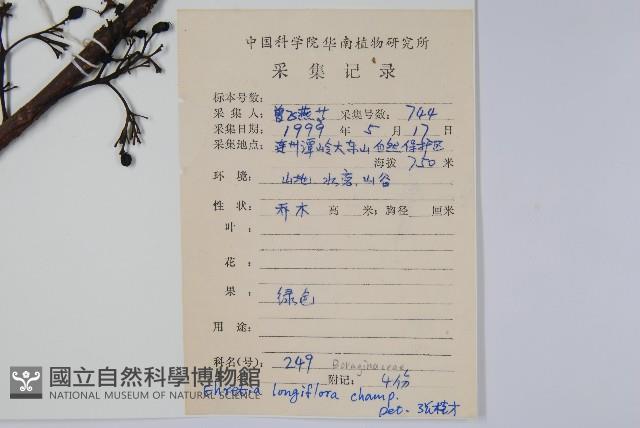 中国科学院华南植物研究所
采集记录
标本号数:
采集人: 曾飞燕 采集号数: 744
采集日期: 1999 年 5 月 17 日
采集地点: 连州潭岭大东山自然保护区
海拔 750 米
环境: 山地, 水旁, 山谷
性状: 乔木 高 米; 胸径 厘米
叶:
花:
果: 绿色
用途:
科名(号): 249 Boraginaceae
附记: 4份
Ehretia longiflora champ.
Det.
國立自然科學博物館
NATIONAL MUSEUM OF NATURAL SCIENCE